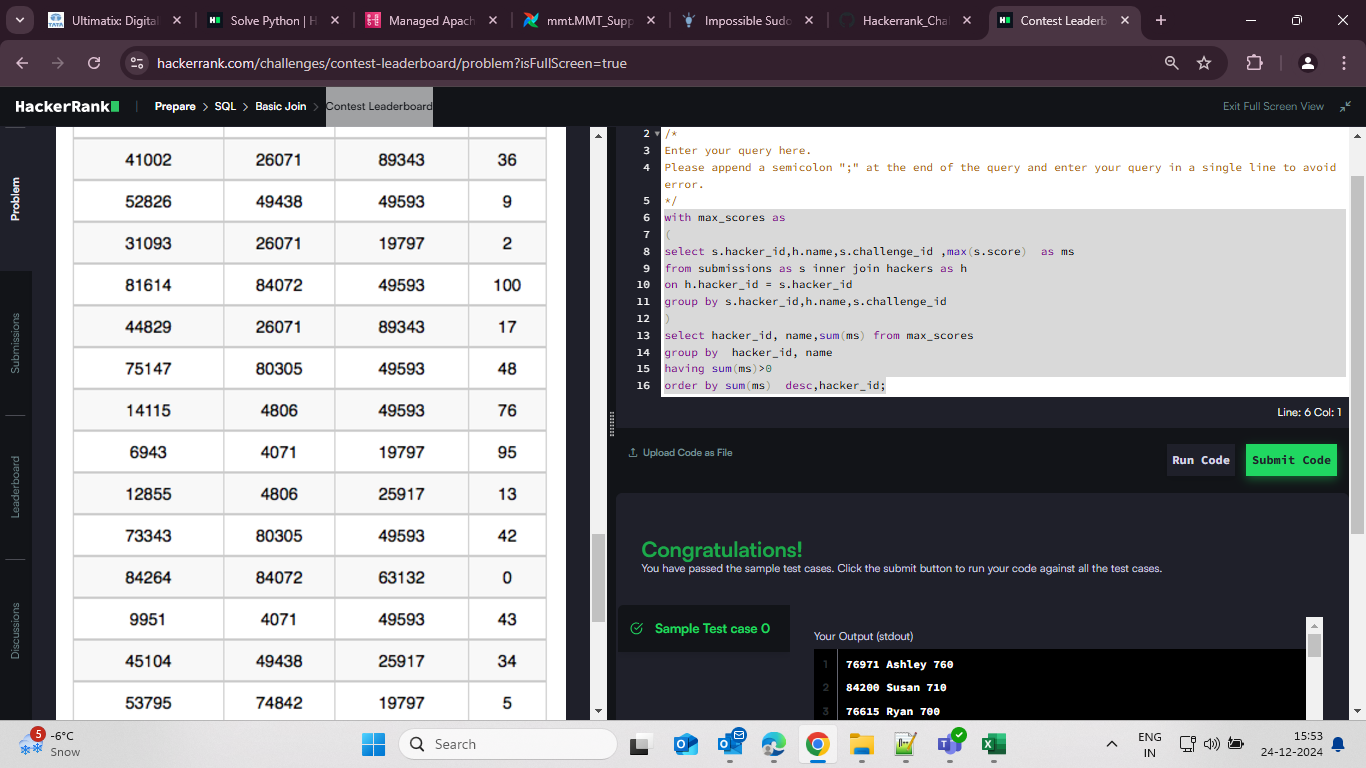 Ultimatix: Digital
Solve Python | H
Managed Apach
mmt.MMT_Supp
Impossible Sudo
Hackerrank_Cha
Contest Leaderb
hackerrank.com/challenges/contest-leaderboard/problem?isFullScreen=true
HackerRank | Prepare > SQL > Basic Join > Contest Leaderboard
Exit Full Screen View
Problem
Submissions
Leaderboard
Discussions
41002 26071 89343 36
52826 49438 49593 9
31093 26071 19797 2
81614 84072 49593 100
44829 26071 89343 17
75147 80305 49593 48
14115 4806 49593 76
6943 4071 19797 95
12855 4806 25917 13
73343 80305 49593 42
84264 84072 63132 0
9951 4071 49593 43
45104 49438 25917 34
53795 74842 19797 5
2 /*
3 Enter your query here.
4 Please append a semicolon ";" at the end of the query and enter your query in a single line to avoid
error.
5 */
6 with max_scores as
7 (
8 select s.hacker_id,h.name,s.challenge_id ,max(s.score)  as ms
9 from submissions as s inner join hackers as h
10 on h.hacker_id = s.hacker_id
11 group by s.hacker_id,h.name,s.challenge_id
12 )
13 select hacker_id, name,sum(ms) from max_scores
14 group by  hacker_id, name
15 having sum(ms)>0
16 order by sum(ms)  desc,hacker_id;
Line: 6 Col: 1
Upload Code as File
Run Code
Submit Code
Congratulations!
You have passed the sample test cases. Click the submit button to run your code against all the test cases.
Sample Test case 0
Your Output (stdout)
1 76971 Ashley 760
2 84200 Susan 710
3 76615 Ryan 700
5
-6°C
Snow
Search
ENG
IN
15:53
24-12-2024